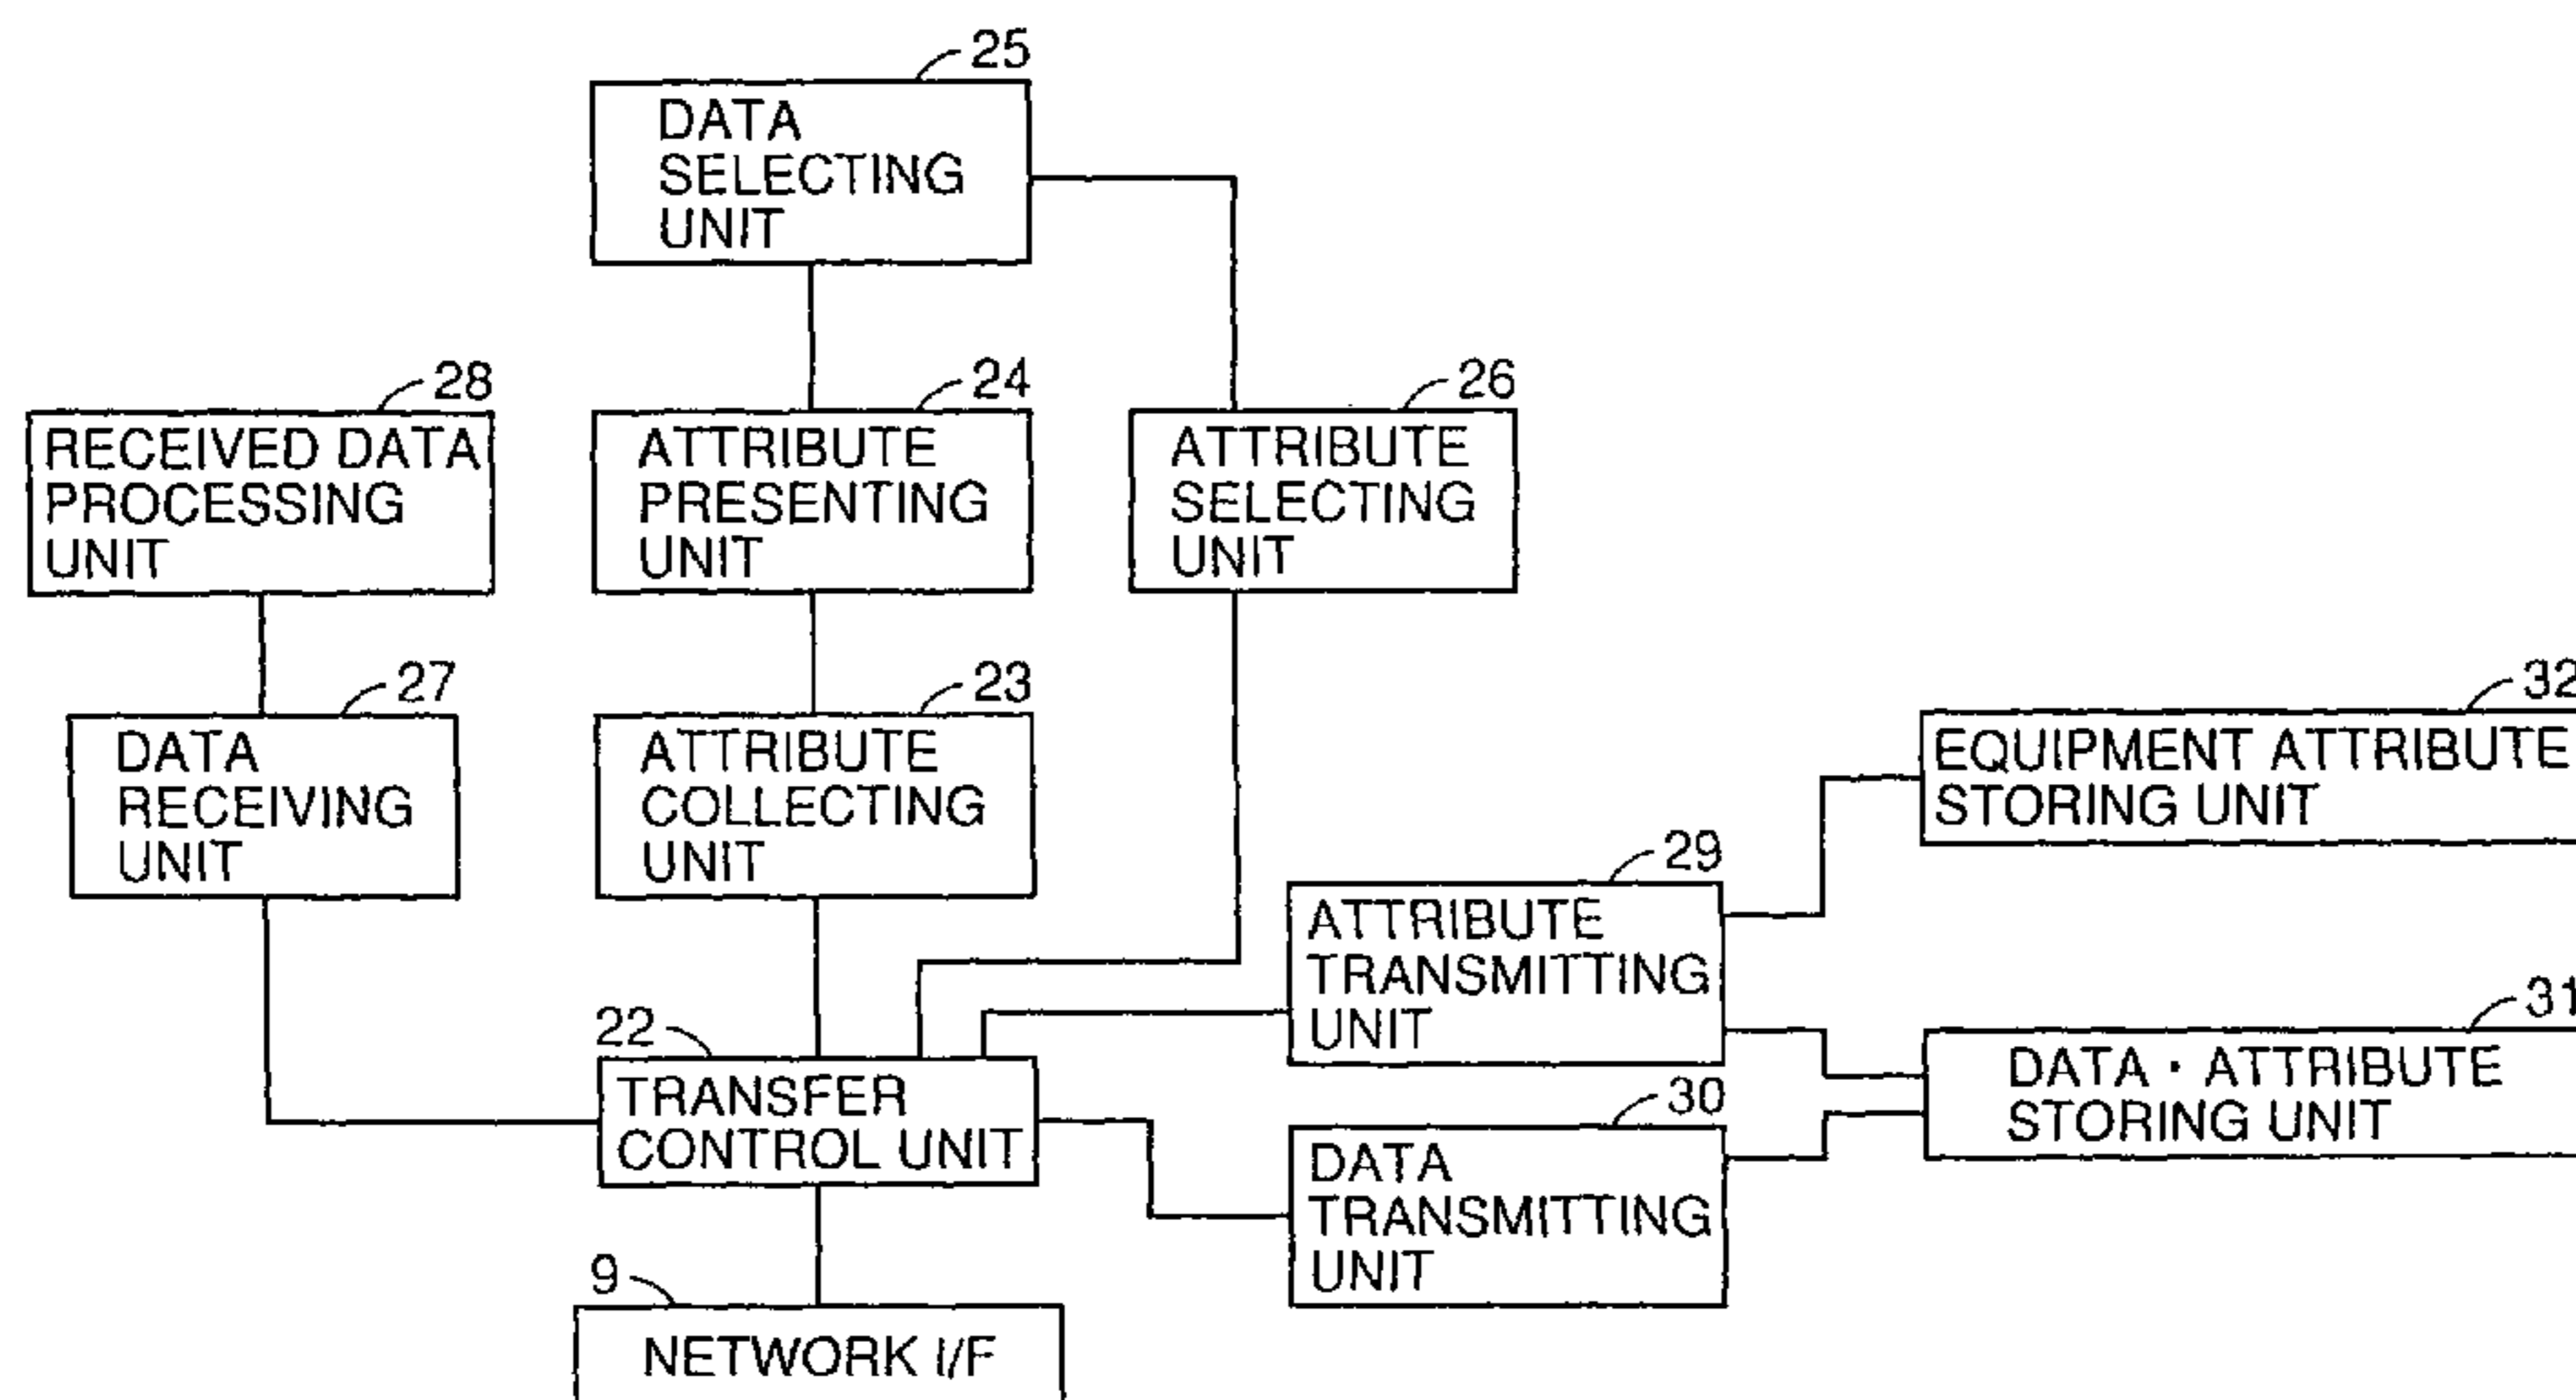 25
DATA
SELECTING
UNIT
28
RECEIVED DATA
PROCESSING
UNIT
24
ATTRIBUTE
PRESENTING
UNIT
26
ATTRIBUTE
SELECTING
UNIT
27
DATA
RECEIVING
UNIT
23
ATTRIBUTE
COLLECTING
UNIT
32
EQUIPMENT ATTRIBUTE
STORING UNIT
29
ATTRIBUTE
TRANSMITTING
UNIT
31
DATA・ATTRIBUTE
STORING UNIT
22
TRANSFER
CONTROL UNIT
30
DATA
TRANSMITTING
UNIT
9
NETWORK I/F